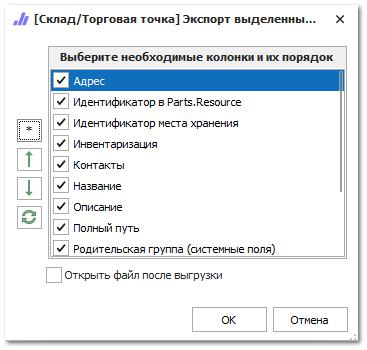 [Склад/Торговая точка] Экспорт выделенны...
Выберите необходимые колонки и их порядок
Адрес
Идентификатор в Parts.Resource
*
Идентификатор места хранения
Инвентаризация
Контакты
Название
Описание
Полный путь
Родительская группа (системные поля)
Открыть файл после выгрузки
ОК
Отмена